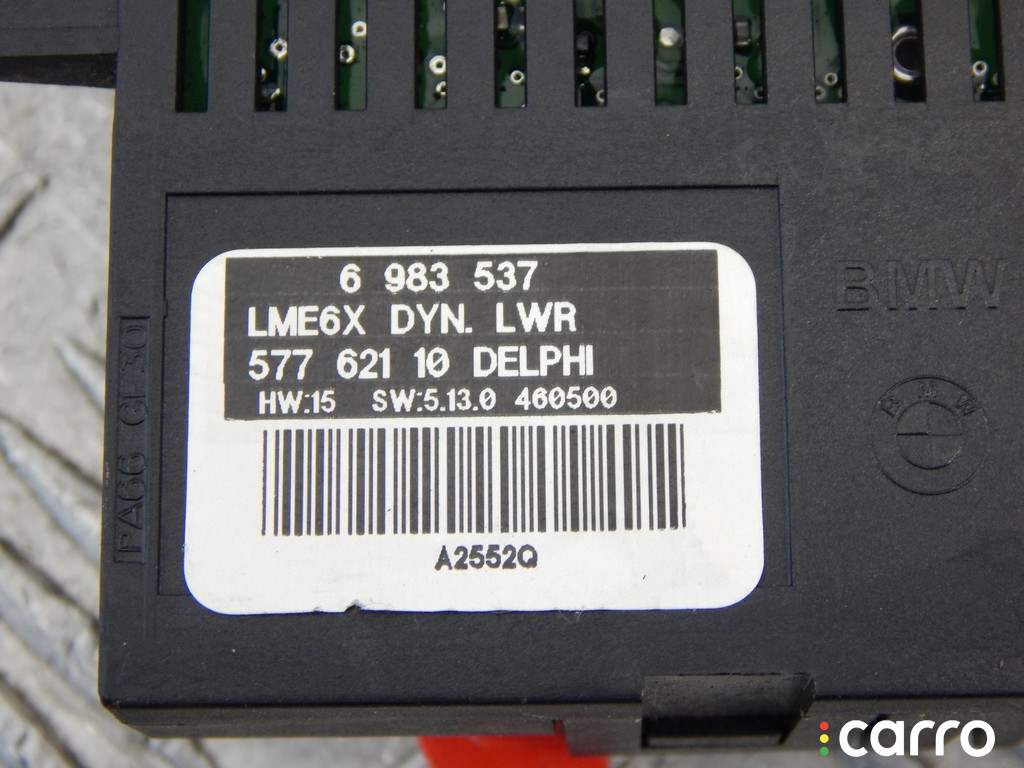 6 983 537
LME6X DYN. LWR
577 621 10 DELPHI
HW:15 SW:5.13.0 460500
A2552Q
BMW
BMW
PA66 GF30
carro